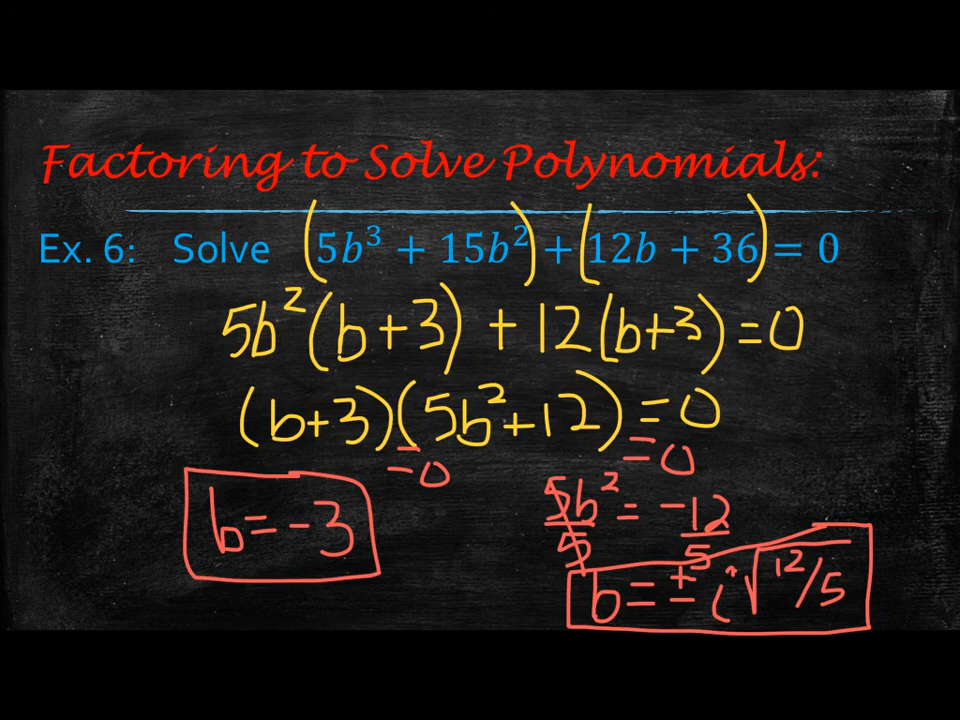 Factoring to Solve Polynomials:
Ex. 6: Solve (5b³ + 15b²) + (12b + 36) = 0
5b²(b+3) + 12(b+3) = 0
(b+3)(5b²+12) = 0
=0 =0
5b² = -12
5 5
b = -3
b = ± i√12/5